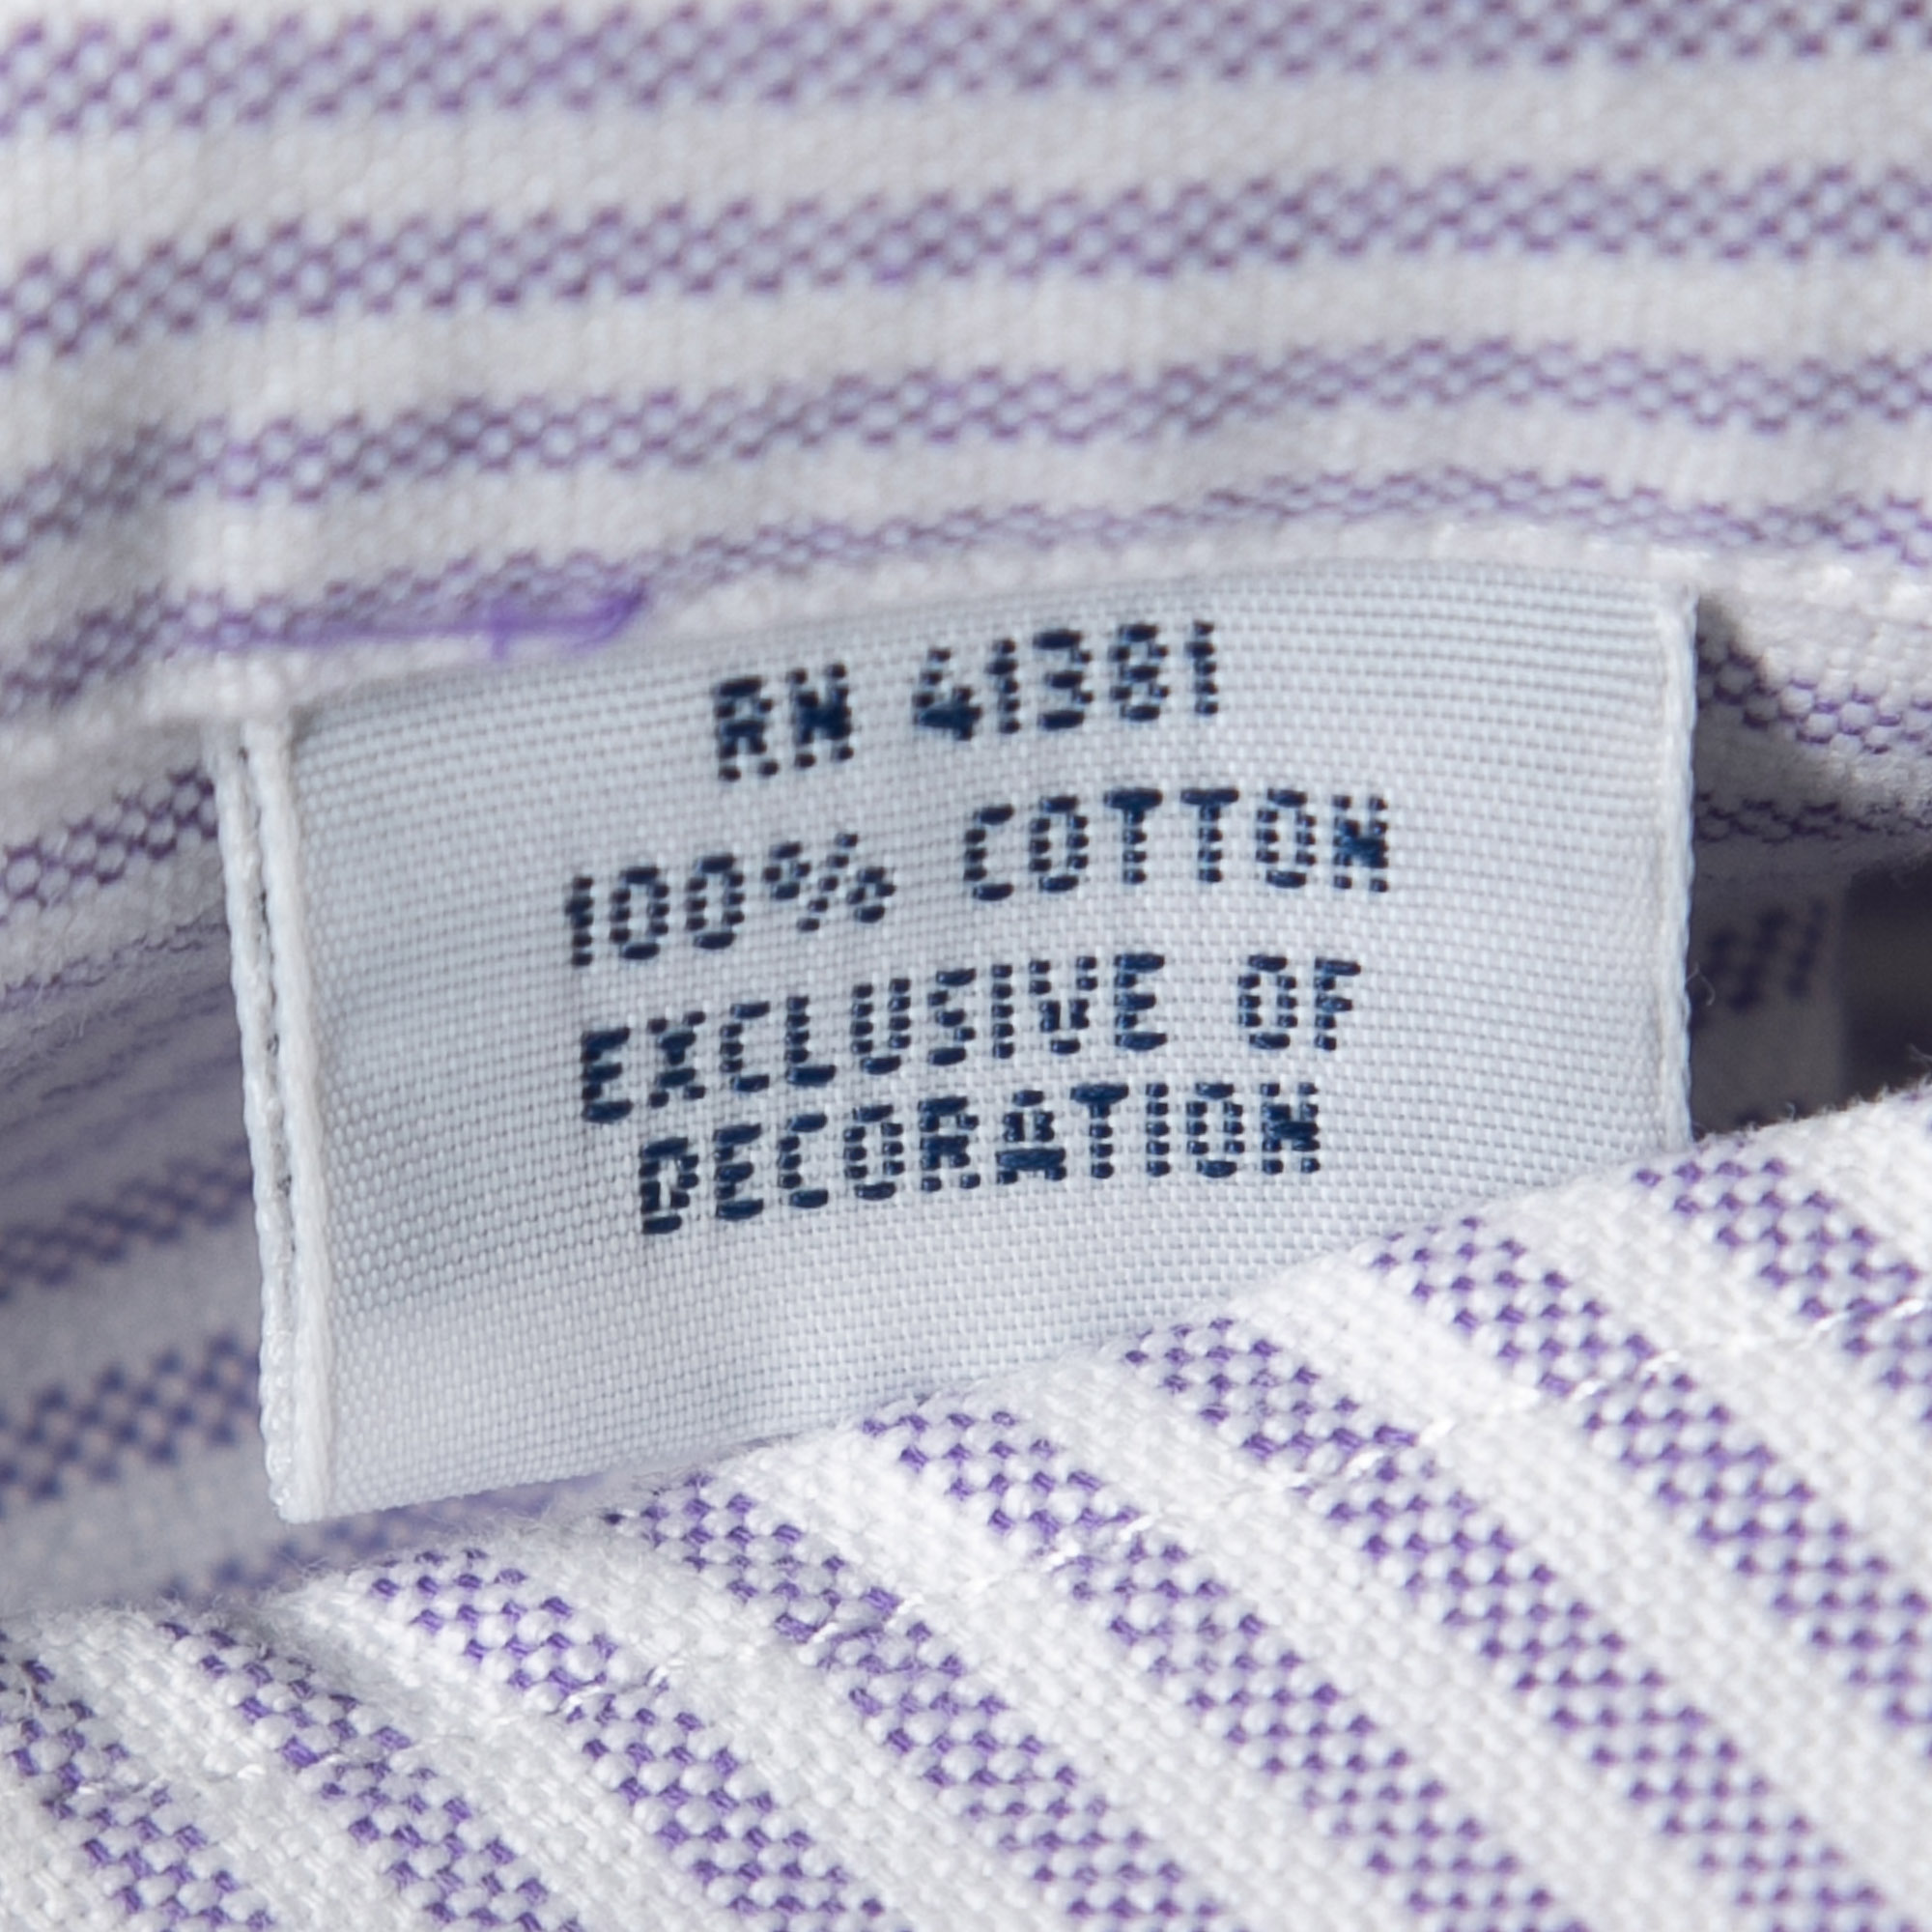 RN 41381
100% COTTON
EXCLUSIVE OF
DECORATION